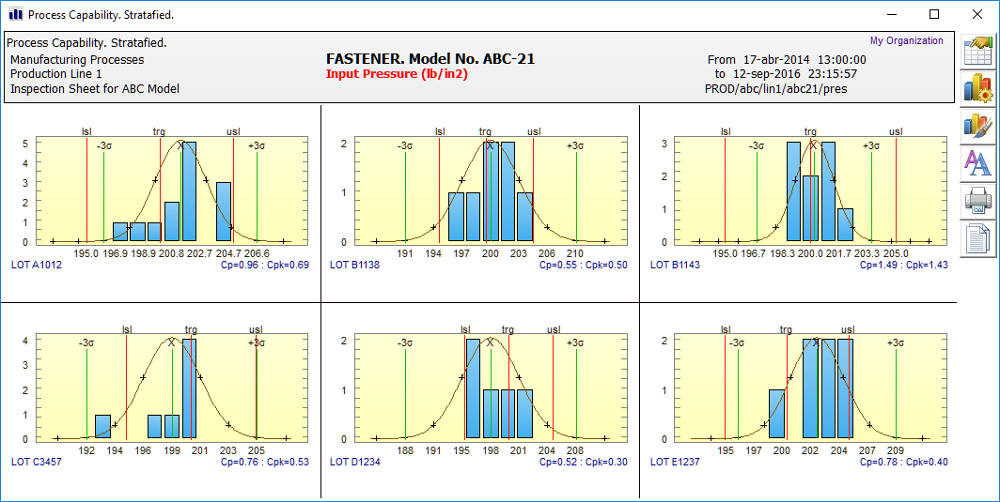 Process Capability. Stratafied.
Process Capability. Stratafied.
My Organization
Manufacturing Processes
FASTENER. Model No. ABC-21
From 17-abr-2014 13:00:00
Production Line 1
Input Pressure (lb/in2)
to 12-sep-2016 23:15:57
Inspection Sheet for ABC Model
PROD/abc/lin1/abc21/pres
lsl trg usl
-3σ X +3σ
5
4
3
2
1
0
195.0 196.9 198.9 200.8 202.7 204.7 206.6
LOT A1012 Cp=0.96 : Cpk=0.69
lsl trg usl
-3σ X +3σ
2
1
0
191 194 197 200 203 206 210
LOT B1138 Cp=0.55 : Cpk=0.50
lsl trg usl
-3σ X +3σ
3
2
1
0
195.0 196.7 198.3 200.0 201.7 203.3 205.0
LOT B1143 Cp=1.49 : Cpk=1.43
lsl trg usl
-3σ X +3σ
4
3
2
1
0
192 194 196 199 201 203 205
LOT C3457 Cp=0.76 : Cpk=0.53
lsl trg usl
-3σ X +3σ
2
1
0
188 191 195 198 201 204 208
LOT D1234 Cp=0.52 : Cpk=0.30
lsl trg usl
-3σ X +3σ
2
1
0
195 197 200 202 204 207 209
LOT E1237 Cp=0.78 : Cpk=0.40